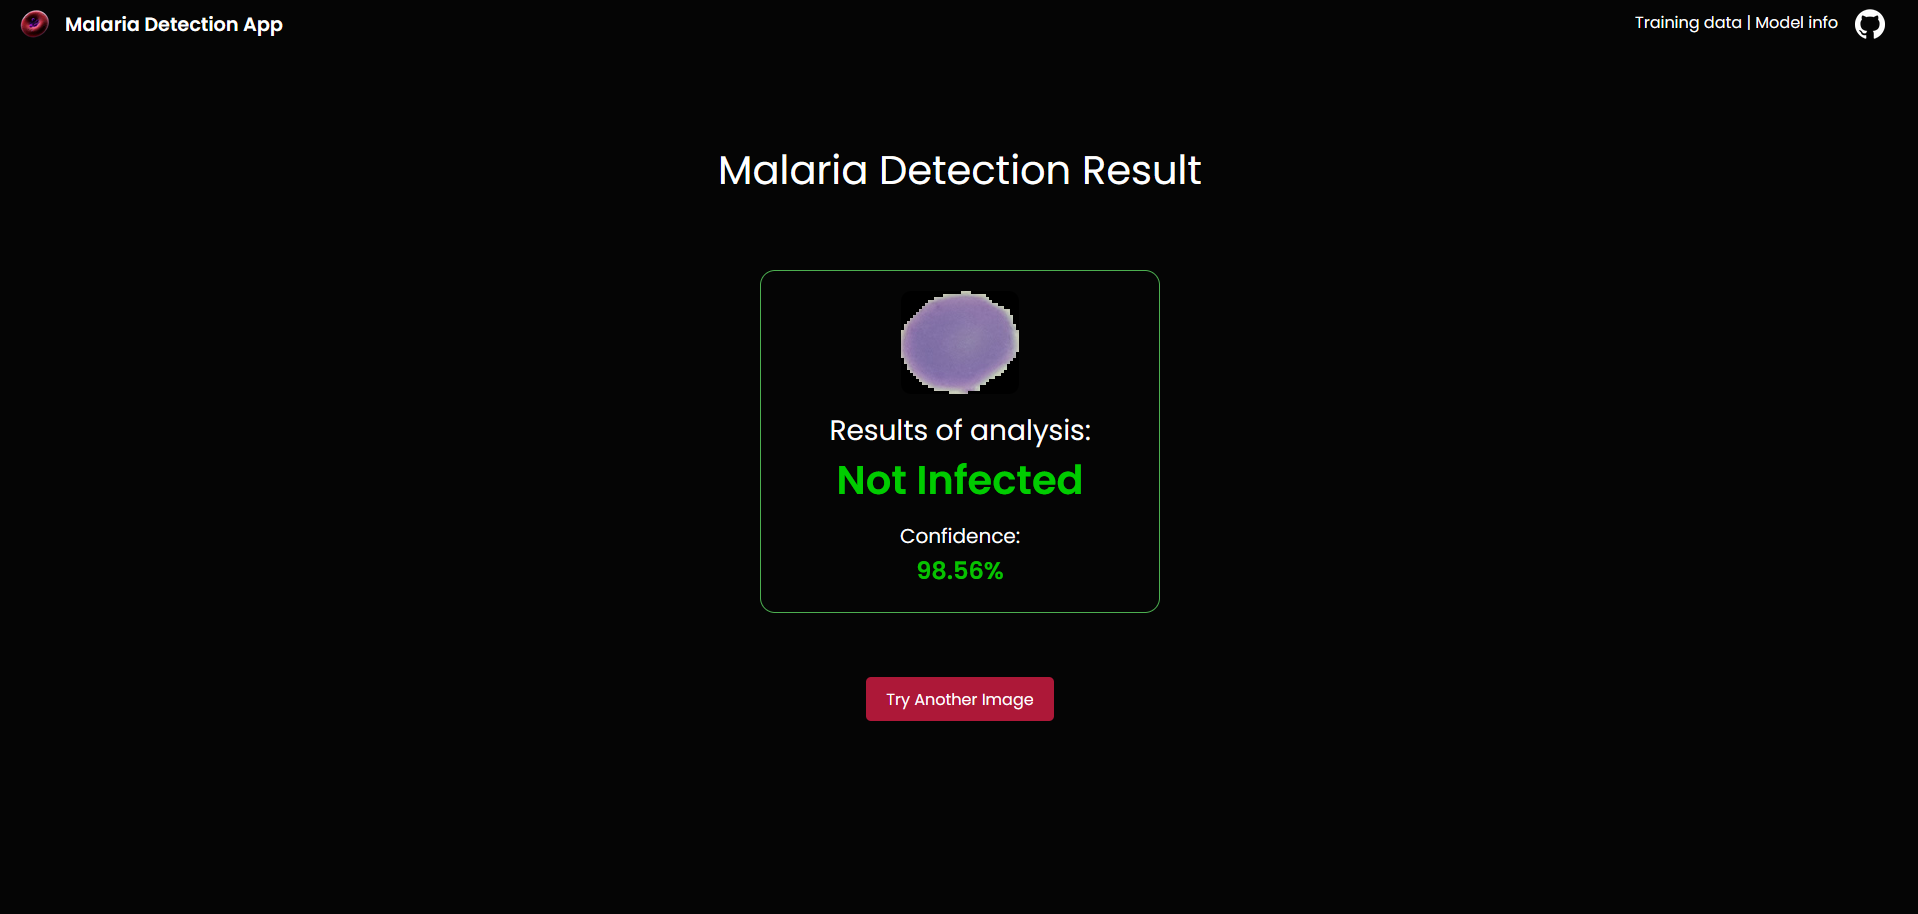 Malaria Detection App
Training data | Model info
Malaria Detection Result
Results of analysis:
Not Infected
Confidence:
98.56%
Try Another Image